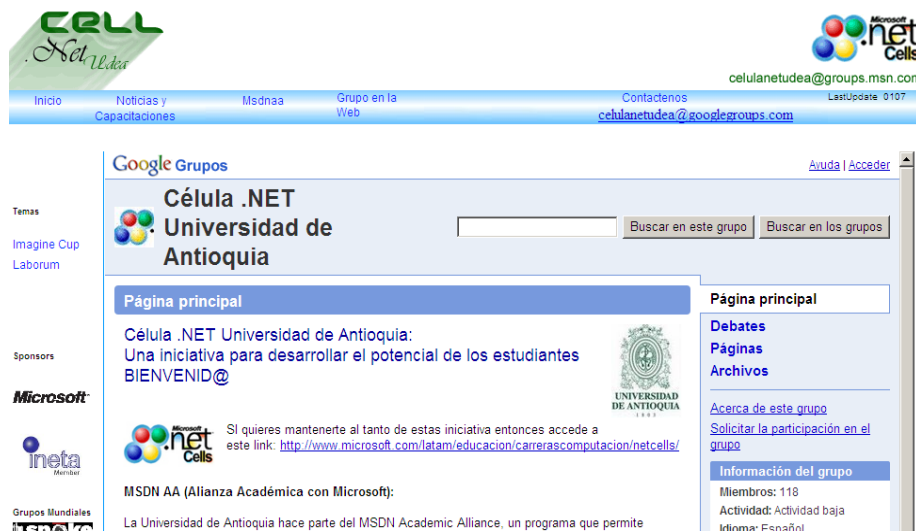 CELL
.Net Udea
Microsoft
.net
Cells
celulanetudea@groups.msn.com
Inicio
Noticias y
Capacitaciones
Msdnaa
Grupo en la
Web
Contactenos
celulanetudea@googlegroups.com
LastUpdate 0107
Temas
Imagine Cup
Laborum
Sponsors
Microsoft
ineta
Member
Grupos Mundiales
Google Grupos
Ayuda | Acceder
Célula .NET
Universidad de
Antioquia
Buscar en este grupo
Buscar en los grupos
Página principal
Célula .NET Universidad de Antioquia:
Una iniciativa para desarrollar el potencial de los estudiantes
BIENVENID@
UNIVERSIDAD
DE ANTIOQUIA
1803
Microsoft
.net
Cells
SI quieres mantenerte al tanto de estas iniciativa entonces accede a
este link: http://www.microsoft.com/latam/educacion/carrerascomputacion/netcells/
MSDN AA (Alianza Académica con Microsoft):
La Universidad de Antioquia hace parte del MSDN Academic Alliance, un programa que permite
Página principal
Debates
Páginas
Archivos
Acerca de este grupo
Solicitar la participación en el
grupo
Información del grupo
Miembros: 118
Actividad: Actividad baja
Idioma: Español